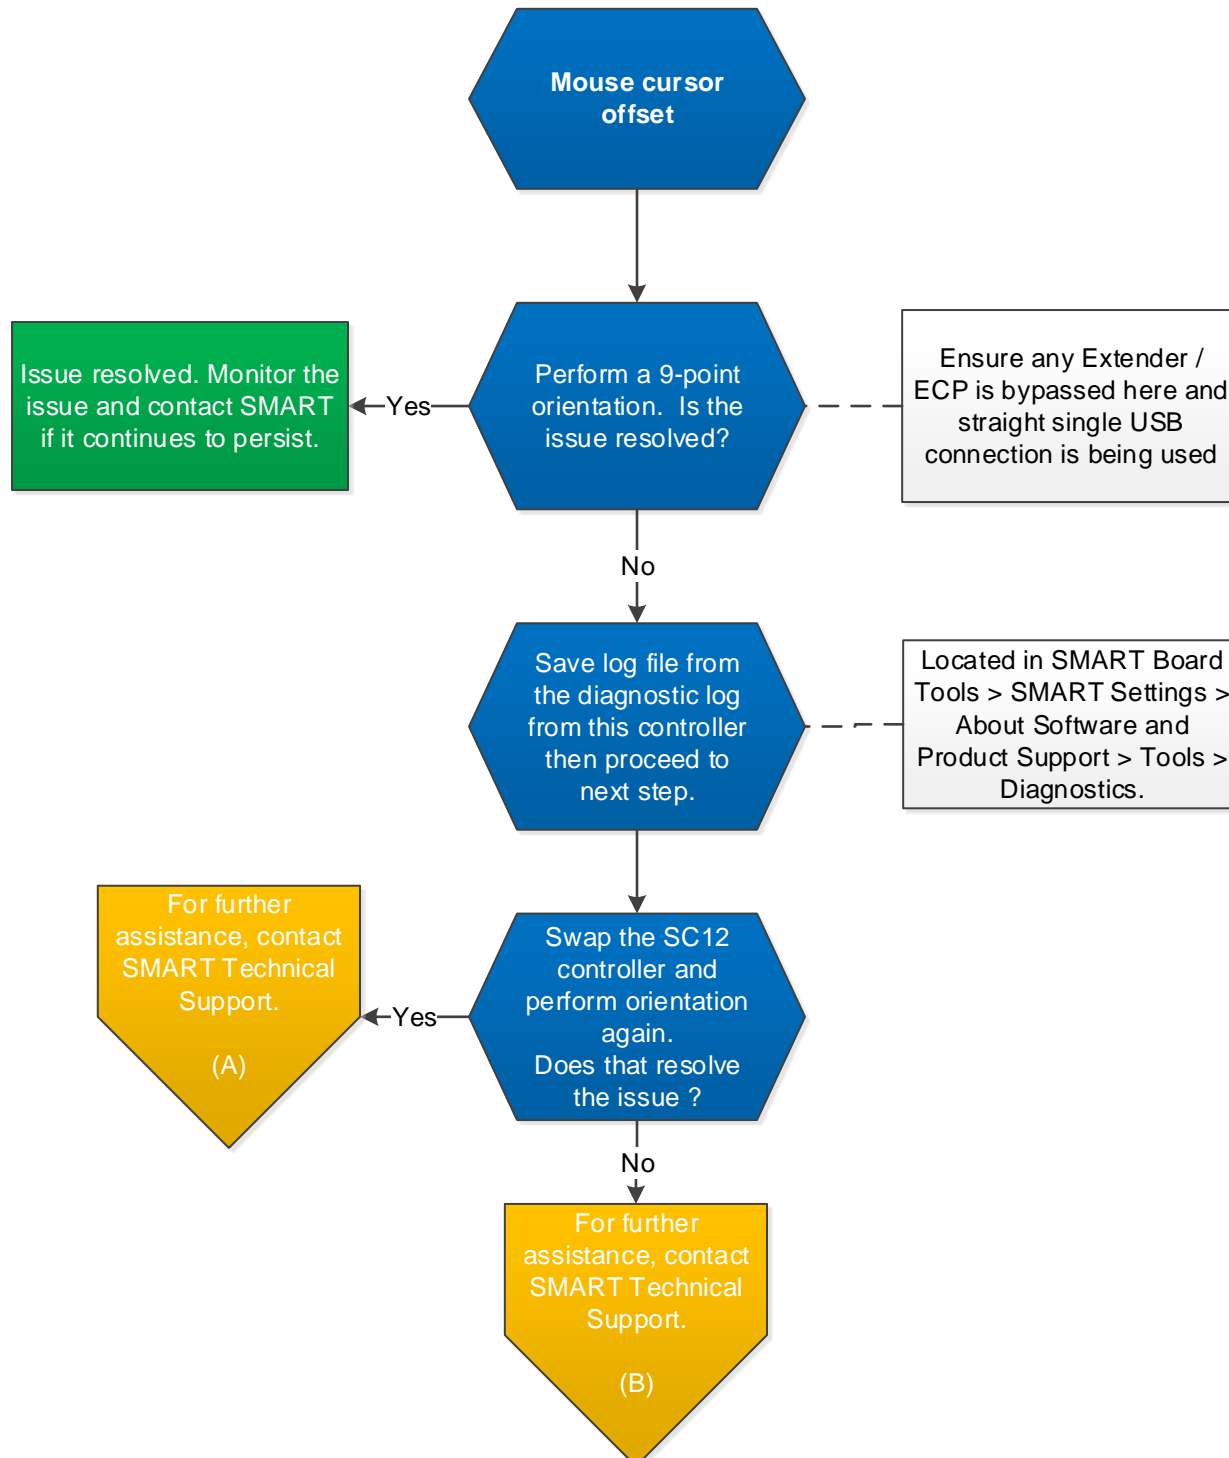 Mouse cursor
offset
Issue resolved. Monitor the
issue and contact SMART
if it continues to persist.
Yes
Perform a 9-point
orientation.  Is the
issue resolved?
Ensure any Extender /
ECP is bypassed here and
straight single USB
connection is being used
No
Save log file from
the diagnostic log
from this controller
then proceed to
next step.
Located in SMART Board
Tools > SMART Settings >
About Software and
Product Support > Tools >
Diagnostics.
For further
assistance, contact
SMART Technical
Support.
(A)
Yes
Swap the SC12
controller and
perform orientation
again.
Does that resolve
the issue ?
No
For further
assistance, contact
SMART Technical
Support.
(B)